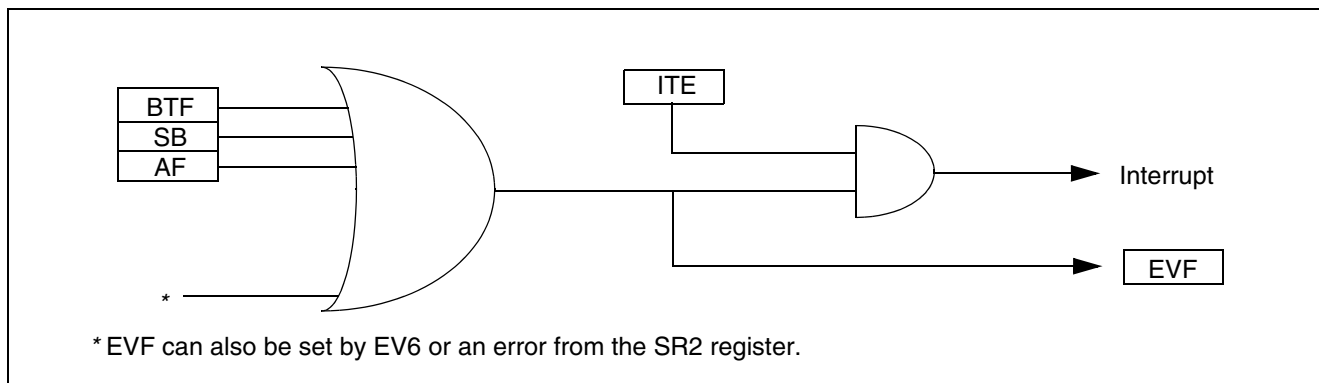 ITE
BTF
SB
AF
Interrupt
EVF
*
* EVF can also be set by EV6 or an error from the SR2 register.